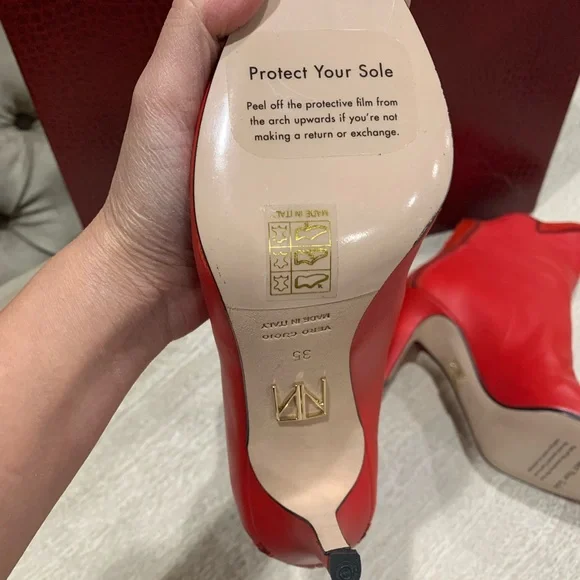 Protect Your Sole
Peel off the protective film from
the arch upwards if you're not
making a return or exchange.
MADE IN ITALY
VERO CUOIO
MADE IN ITALY
35